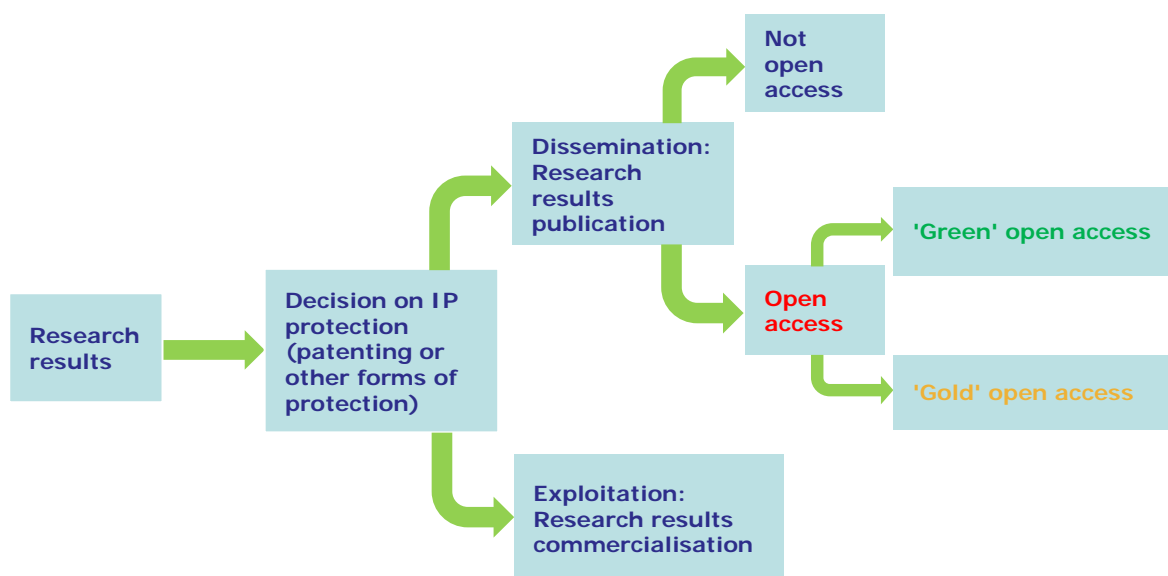 Research
results
Decision on IP
protection
(patenting or
other forms of
protection)
Dissemination:
Research
results
publication
Exploitation:
Research results
commercialisation
Not
open
access
Open
access
'Green' open access
'Gold' open access